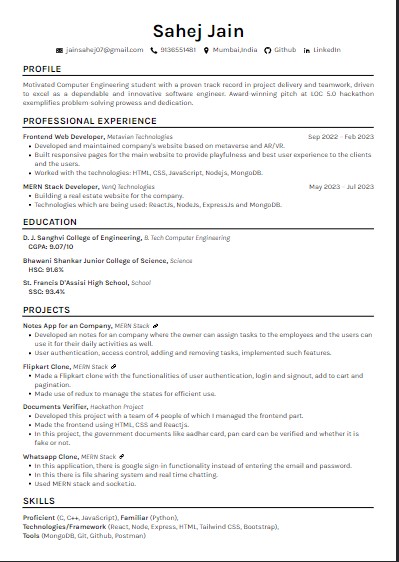 Sahej Jain
jainsahej07@gmail.com 9136551481 Mumbai,India Github LinkedIn
PROFILE
Motivated Computer Engineering student with a proven track record in project delivery and teamwork, driven
to excel as a dependable and innovative software engineer. Award-winning pitch at LOC 5.0 hackathon
exemplifies problem solving prowess and dedication.
PROFESSIONAL EXPERIENCE
Frontend Web Developer, Metavian Technologies Sep 2022 - Feb 2023
• Developed and maintained company's website based on metaverse and AR/VR.
• Built responsive pages for the main website to provide playfulness and best user experience to the clients
and the users.
• Worked with the technologies: HTML, CSS, JavaScript, Nodejs, MongoDB.
MERN Stack Developer, VenQ Technologies May 2023 - Jul 2023
• Building a real estate website for the company.
• Technologies which are being used: ReactJs, NodeJs, ExpressJs and MongoDB.
EDUCATION
D. J. Sanghvi College of Engineering, B. Tech Computer Engineering
CGPA: 9.07/10
Bhawani Shankar Junior College of Science, Science
HSC: 91.6%
St. Francis D'Assisi High School, School
SSC: 93.4%
PROJECTS
Notes App for an Company, MERN Stack
• Developed an notes for an company where the owner can assign tasks to the employees and the users can
use it for their daily activities as well.
• User authentication, access control, adding and removing tasks, implemented such features.
Flipkart Clone, MERN Stack
• Made a Flipkart clone with the functionalities of user authentication, login and signout, add to cart and
pagination.
• Made use of redux to manage the states for efficient use.
Documents Verifier, Hackathon Project
• Developed this project with a team of 4 people of which I managed the frontend part.
• Made the frontend using HTML, CSS and Reactjs.
• In this project, the government documents like aadhar card, pan card can be verified and whether it is
fake or not.
Whatsapp Clone, MERN Stack
• In this application, there is google sign-in functionality instead of entering the email and password.
• In this there is file sharing system and real time chatting.
• Used MERN stack and socket.io.
SKILLS
Proficient (C, C++, JavaScript), Familiar (Python),
Technologies/Framework (React, Node, Express, HTML, Tailwind CSS, Bootstrap),
Tools (MongoDB, Git, Github, Postman)